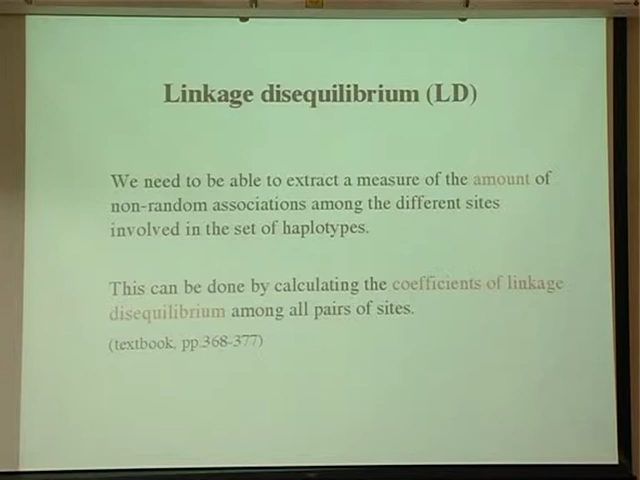 Linkage disequilibrium (LD)
We need to be able to extract a measure of the amount of
non-random associations among the different sites
involved in the set of haplotypes.
This can be done by calculating the coefficients of linkage
disequilibrium among all pairs of sites.
(textbook, pp.368-377)